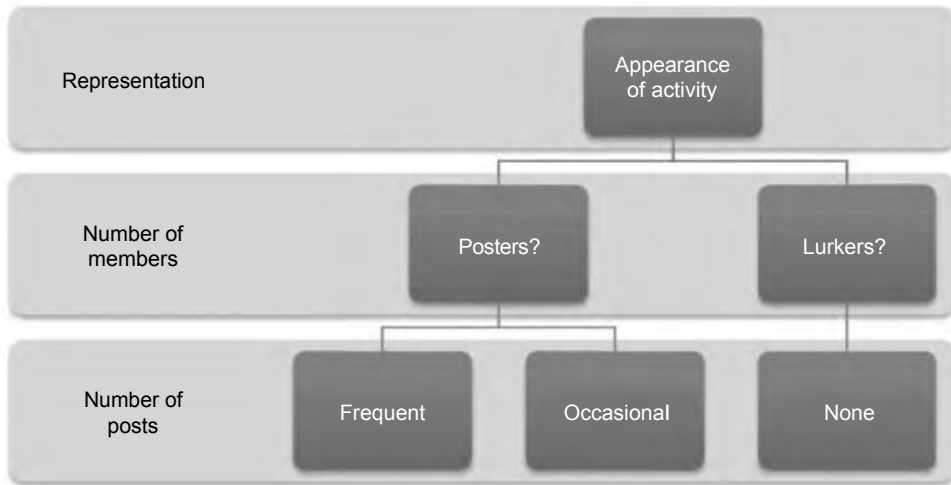 Representation
Appearance
of activity
Number of
members
Posters?
Lurkers?
Number of
posts
Frequent
Occasional
None